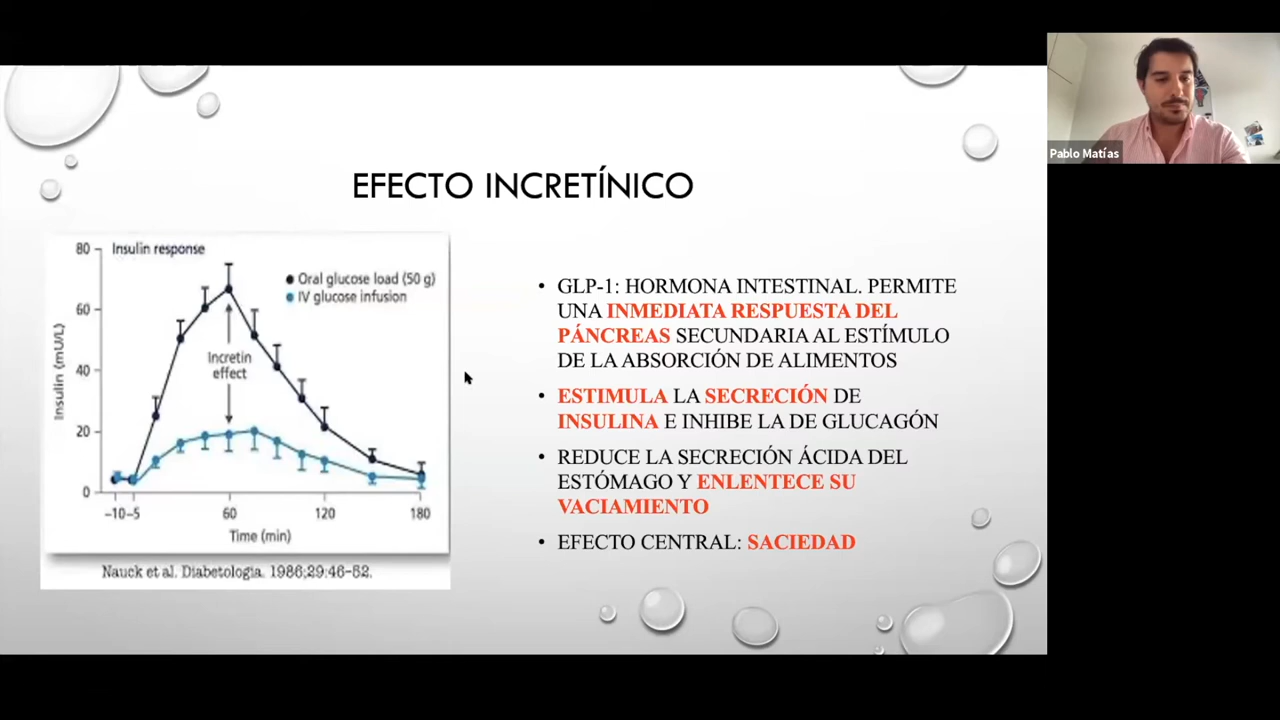 EFECTO INCRETÍNICO
80
Insulin response
Oral glucose load (50 g)
IV glucose infusion
60
Incretin
effect
40
20
0
Insulin (mU/L)
–10 –5
60
120
180
Time (min)
Nauck et al. Diabetologia. 1986;29:46–52.
• GLP-1: HORMONA INTESTINAL. PERMITE
UNA INMEDIATA RESPUESTA DEL
PÁNCREAS SECUNDARIA AL ESTÍMULO
DE LA ABSORCIÓN DE ALIMENTOS
• ESTIMULA LA SECRECIÓN DE
INSULINA E INHIBE LA DE GLUCAGÓN
• REDUCE LA SECRECIÓN ÁCIDA DEL
ESTÓMAGO Y ENLENTECE SU
VACIAMIENTO
• EFECTO CENTRAL: SACIEDAD
Pablo Matías